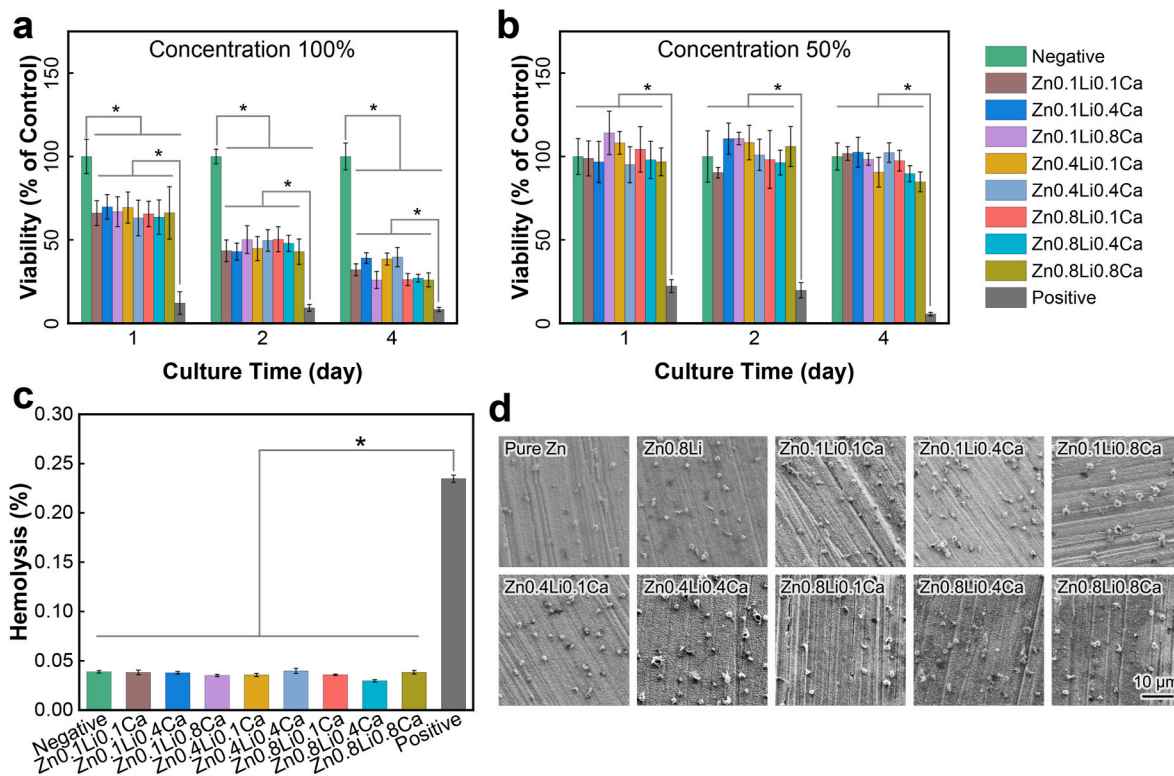 a
Concentration 100%
Viability (% of Control)
150
100
50
0
* * *
* * *
1 2 4
Culture Time (day)
b
Concentration 50%
Viability (% of Control)
150
100
50
0
* * *
1 2 4
Culture Time (day)
Negative
Zn0.1Li0.1Ca
Zn0.1Li0.4Ca
Zn0.1Li0.8Ca
Zn0.4Li0.1Ca
Zn0.4Li0.4Ca
Zn0.8Li0.1Ca
Zn0.8Li0.4Ca
Zn0.8Li0.8Ca
Positive
c
Hemolysis (%)
0.30
0.25
0.20
0.15
0.10
0.05
0.00
*
Negative
Zn0.1Li0.1Ca
Zn0.1Li0.4Ca
Zn0.1Li0.8Ca
Zn0.4Li0.1Ca
Zn0.4Li0.4Ca
Zn0.8Li0.1Ca
Zn0.8Li0.4Ca
Zn0.8Li0.8Ca
Positive
d
Pure Zn Zn0.8Li Zn0.1Li0.1Ca Zn0.1Li0.4Ca Zn0.1Li0.8Ca
Zn0.4Li0.1Ca Zn0.4Li0.4Ca Zn0.8Li0.1Ca Zn0.8Li0.4Ca Zn0.8Li0.8Ca
10 μm